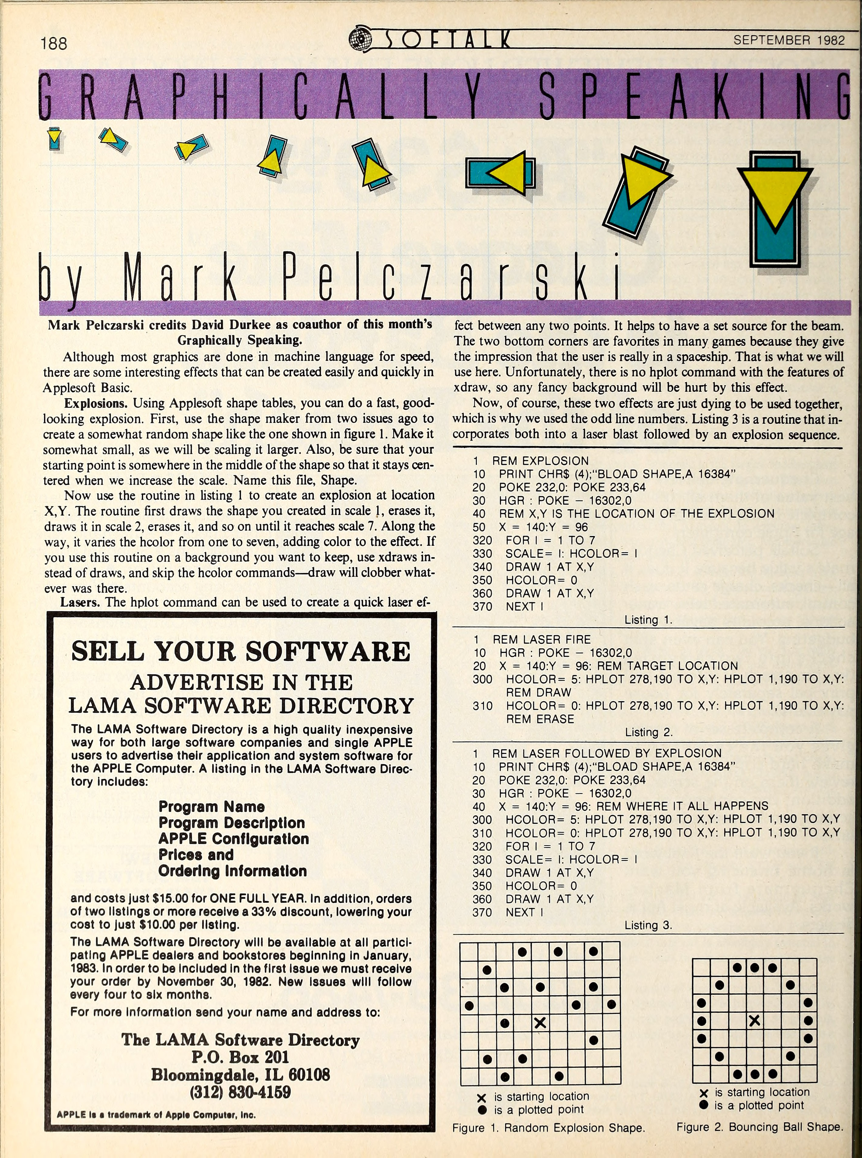 188
SOFTALK
SEPTEMBER 1982
GRAPHICALLY SPEAKING
by Mark Pelczarski
Mark Pelczarski credits David Durkee as coauthor of this month's
Graphically Speaking.
Although most graphics are done in machine language for speed,
there are some interesting effects that can be created easily and quickly in
Applesoft Basic.
Explosions. Using Applesoft shape tables, you can do a fast, good-
looking explosion. First, use the shape maker from two issues ago to
create a somewhat random shape like the one shown in figure 1. Make it
somewhat small, as we will be scaling it larger. Also, be sure that your
starting point is somewhere in the middle of the shape so that it stays cen-
tered when we increase the scale. Name this file, Shape.
Now use the routine in listing 1 to create an explosion at location
X,Y. The routine first draws the shape you created in scale 1, erases it,
draws it in scale 2, erases it, and so on until it reaches scale 7. Along the
way, it varies the hcolor from one to seven, adding color to the effect. If
you use this routine on a background you want to keep, use xdraws in-
stead of draws, and skip the hcolor commands—draw will clobber what-
ever was there.
Lasers. The hplot command can be used to create a quick laser ef-
SELL YOUR SOFTWARE
ADVERTISE IN THE
LAMA SOFTWARE DIRECTORY
The LAMA Software Directory is a high quality inexpensive
way for both large software companies and single APPLE
users to advertise their application and system software for
the APPLE Computer. A listing in the LAMA Software Direc-
tory includes:
Program Name
Program Description
APPLE Configuration
Prices and
Ordering Information
and costs just $15.00 for ONE FULL YEAR. In addition, orders
of two listings or more receive a 33% discount, lowering your
cost to just $10.00 per listing.
The LAMA Software Directory will be available at all partici-
pating APPLE dealers and bookstores beginning in January,
1983. In order to be included in the first issue we must receive
your order by November 30, 1982. New issues will follow
every four to six months.
For more information send your name and address to:
The LAMA Software Directory
P.O. Box 201
Bloomingdale, IL 60108
(312) 830-4159
APPLE is a trademark of Apple Computer, Inc.
fect between any two points. It helps to have a set source for the beam.
The two bottom corners are favorites in many games because they give
the impression that the user is really in a spaceship. That is what we will
use here. Unfortunately, there is no hplot command with the features of
xdraw, so any fancy background will be hurt by this effect.
Now, of course, these two effects are just dying to be used together,
which is why we used the odd line numbers. Listing 3 is a routine that in-
corporates both into a laser blast followed by an explosion sequence.
1 REM EXPLOSION
10 PRINT CHR$ (4);"BLOAD SHAPE,A 16384"
20 POKE 232,0: POKE 233,64
30 HGR : POKE - 16302,0
40 REM X,Y IS THE LOCATION OF THE EXPLOSION
50 X = 140:Y = 96
320 FOR I = 1 TO 7
330 SCALE= I: HCOLOR= I
340 DRAW 1 AT X,Y
350 HCOLOR= 0
360 DRAW 1 AT X,Y
370 NEXT I
Listing 1.
1 REM LASER FIRE
10 HGR : POKE - 16302,0
20 X = 140:Y = 96: REM TARGET LOCATION
300 HCOLOR= 5: HPLOT 278,190 TO X,Y: HPLOT 1,190 TO X,Y:
REM DRAW
310 HCOLOR= 0: HPLOT 278,190 TO X,Y: HPLOT 1,190 TO X,Y:
REM ERASE
Listing 2.
1 REM LASER FOLLOWED BY EXPLOSION
10 PRINT CHR$ (4);"BLOAD SHAPE,A 16384"
20 POKE 232,0: POKE 233,64
30 HGR : POKE - 16302,0
40 X = 140:Y = 96: REM WHERE IT ALL HAPPENS
300 HCOLOR= 5: HPLOT 278,190 TO X,Y: HPLOT 1,190 TO X,Y
310 HCOLOR= 0: HPLOT 278,190 TO X,Y: HPLOT 1,190 TO X,Y
320 FOR I = 1 TO 7
330 SCALE= I: HCOLOR= I
340 DRAW 1 AT X,Y
350 HCOLOR= 0
360 DRAW 1 AT X,Y
370 NEXT I
Listing 3.
X is starting location
● is a plotted point
Figure 1. Random Explosion Shape.
X is starting location
● is a plotted point
Figure 2. Bouncing Ball Shape.